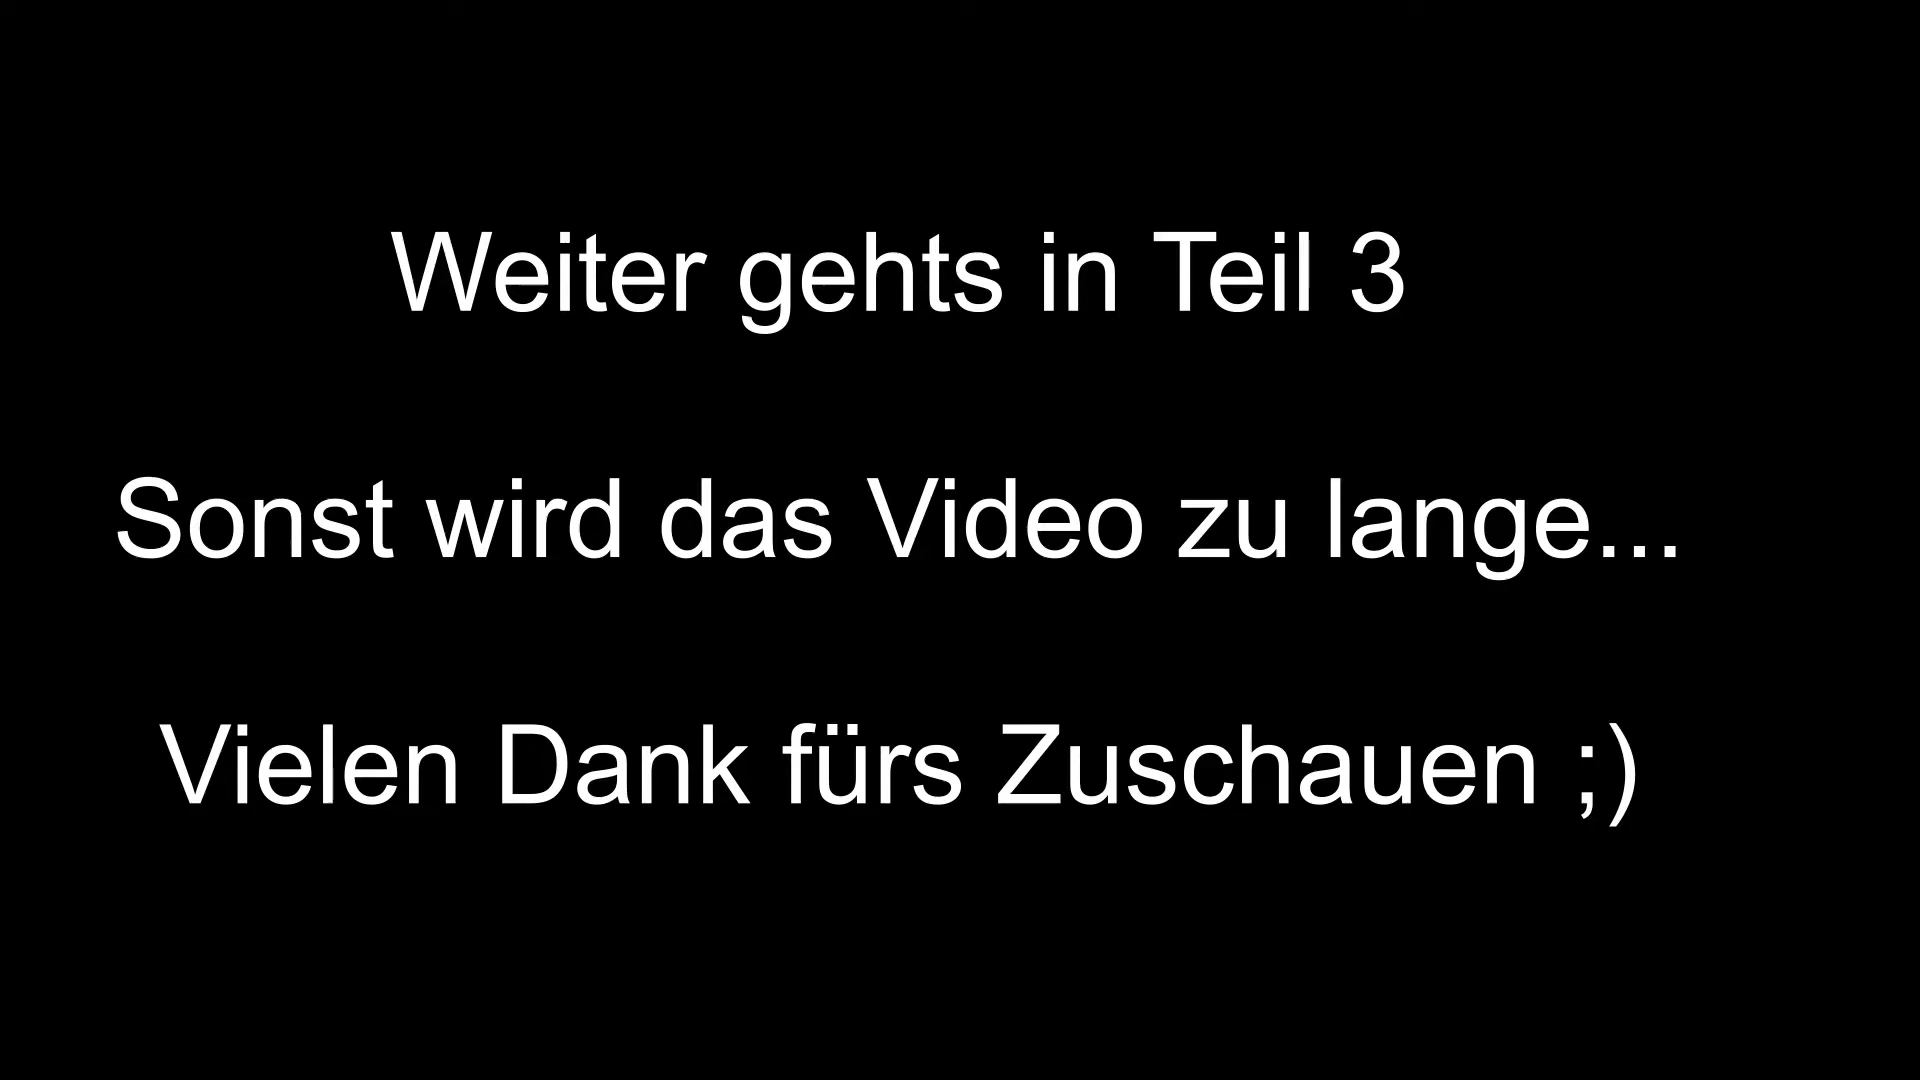 Weiter gehts in Teil 3
Sonst wird das Video zu lange...
Vielen Dank fürs Zuschauen ;)